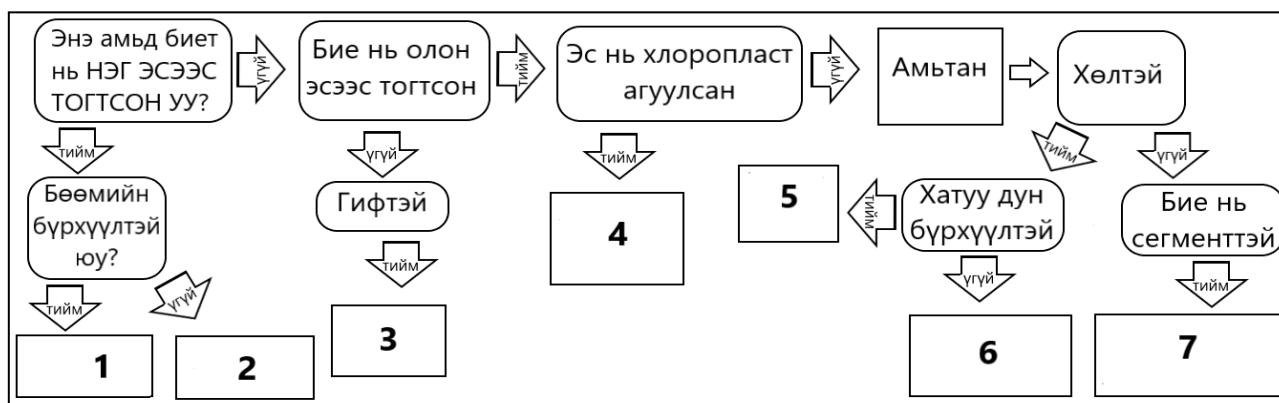 Энэ амьд биет
нь НЭГ ЭСЭЭС
ТОГТСОН УУ?
үгүй
Бие нь олон
эсээс тогтсон
тийм
Эс нь хлоропласт
агуулсан
үгүй
Амьтан
Хөлтэй
тийм
үгүй
тийм
тийм
үгүй
Бөөмийн
бүрхүүлтэй
юу?
Гифтэй
4
5
тийм
Хатуу дун
бүрхүүлтэй
Бие нь
сегменттэй
тийм
үгүй
тийм
үгүй
тийм
1
2
3
6
7